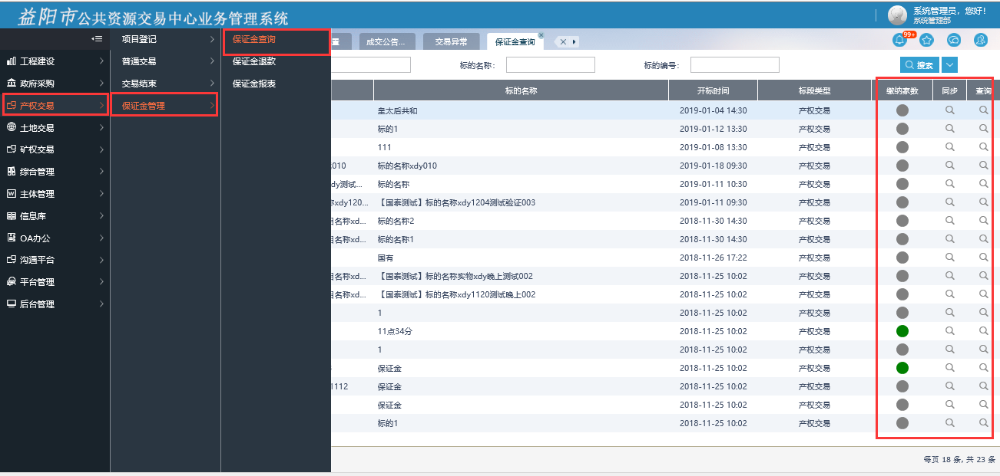 益阳市公共资源交易中心业务管理系统
系统管理员，您好！
系统管理部
项目登记
普通交易
交易结束
保证金管理
保证金查询
保证金退款
保证金报表
工程建设
政府采购
产权交易
土地交易
矿权交易
综合管理
主体管理
信息库
OA办公
沟通平台
平台管理
后台管理
置 成交公告... 交易异常 保证金查询
99+
标的名称: 标的编号: 搜索
标的名称 开标时间 标段类型 缴纳家数 同步 查询
皇太后共和 2019-01-04 14:30 产权交易
标的1 2019-01-12 13:30 产权交易
111 2019-01-08 13:30 产权交易
010 标的名称xdy010 2019-01-18 09:30 产权交易
dy测试... 标的名称 2019-01-11 10:30 产权交易
xdy120... 【国泰测试】标的名称xdy1204测试验证003 2019-01-11 09:30 产权交易
名称xd... 标的名称2 2018-11-30 14:30 产权交易
名称xd... 标的名称1 2018-11-30 14:30 产权交易
国有 2018-11-26 17:22 产权交易
名称xd... 【国泰测试】标的名称实物xdy晚上测试002 2018-11-25 10:02 产权交易
名称xd... 【国泰测试】标的名称xdy1120测试晚上002 2018-11-25 10:02 产权交易
1 2018-11-25 10:02 产权交易
11点34分 2018-11-25 10:02 产权交易
1 2018-11-25 10:02 产权交易
保证金 2018-11-25 10:02 产权交易
1112 保证金 2018-11-25 10:02 产权交易
保证金 2018-11-25 10:02 产权交易
标的1 2018-11-25 10:02 产权交易
每页 18 条, 共 23 条